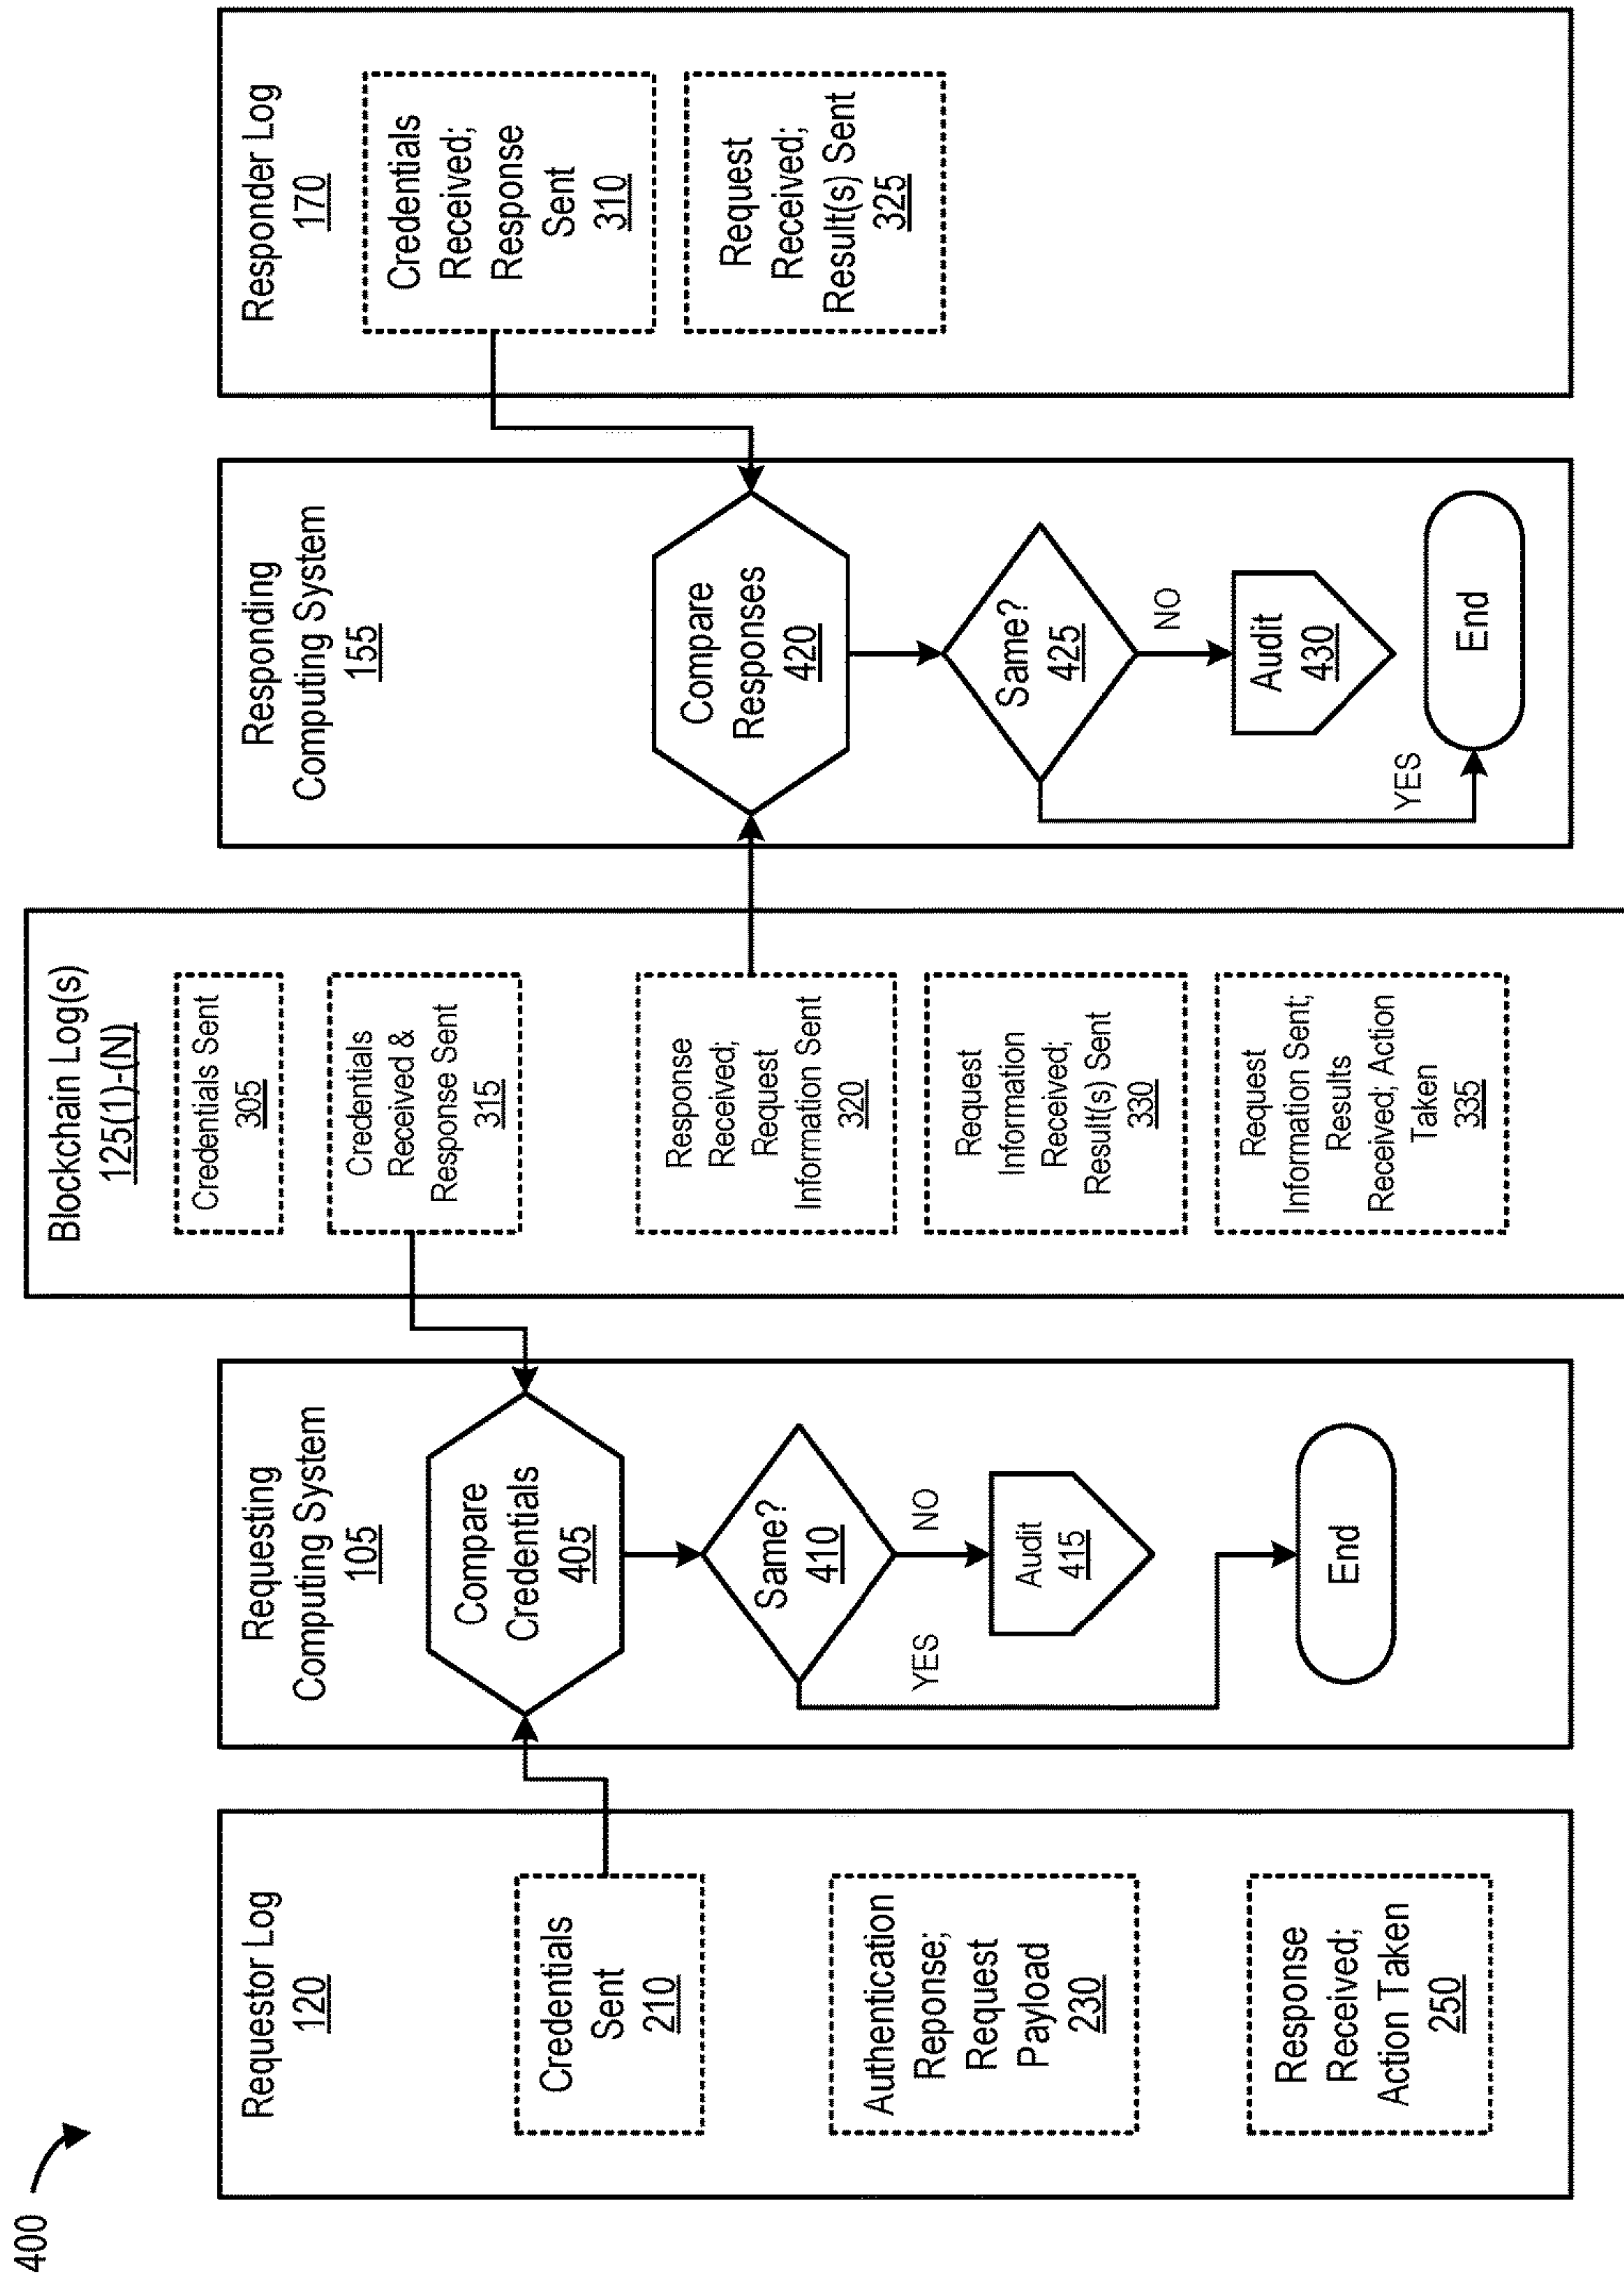 400
Requestor Log
120
Credentials
Sent
210
Authentication
Reponse;
Request
Payload
230
Response
Received;
Action Taken
250
Requesting
Computing System
105
Compare
Credentials
405
Same?
410
YES
NO
Audit
415
End
Blockchain Log(s)
125(1)-(N)
Credentials Sent
305
Credentials
Received &
Response Sent
315
Response
Received;
Request
Information Sent
320
Request
Information
Received;
Result(s) Sent
330
Request
Information Sent;
Results
Received; Action
Taken
335
Responding
Computing System
155
Compare
Responses
420
Same?
425
YES
NO
Audit
430
End
Responder Log
170
Credentials
Received;
Response
Sent
310
Request
Received;
Result(s) Sent
325